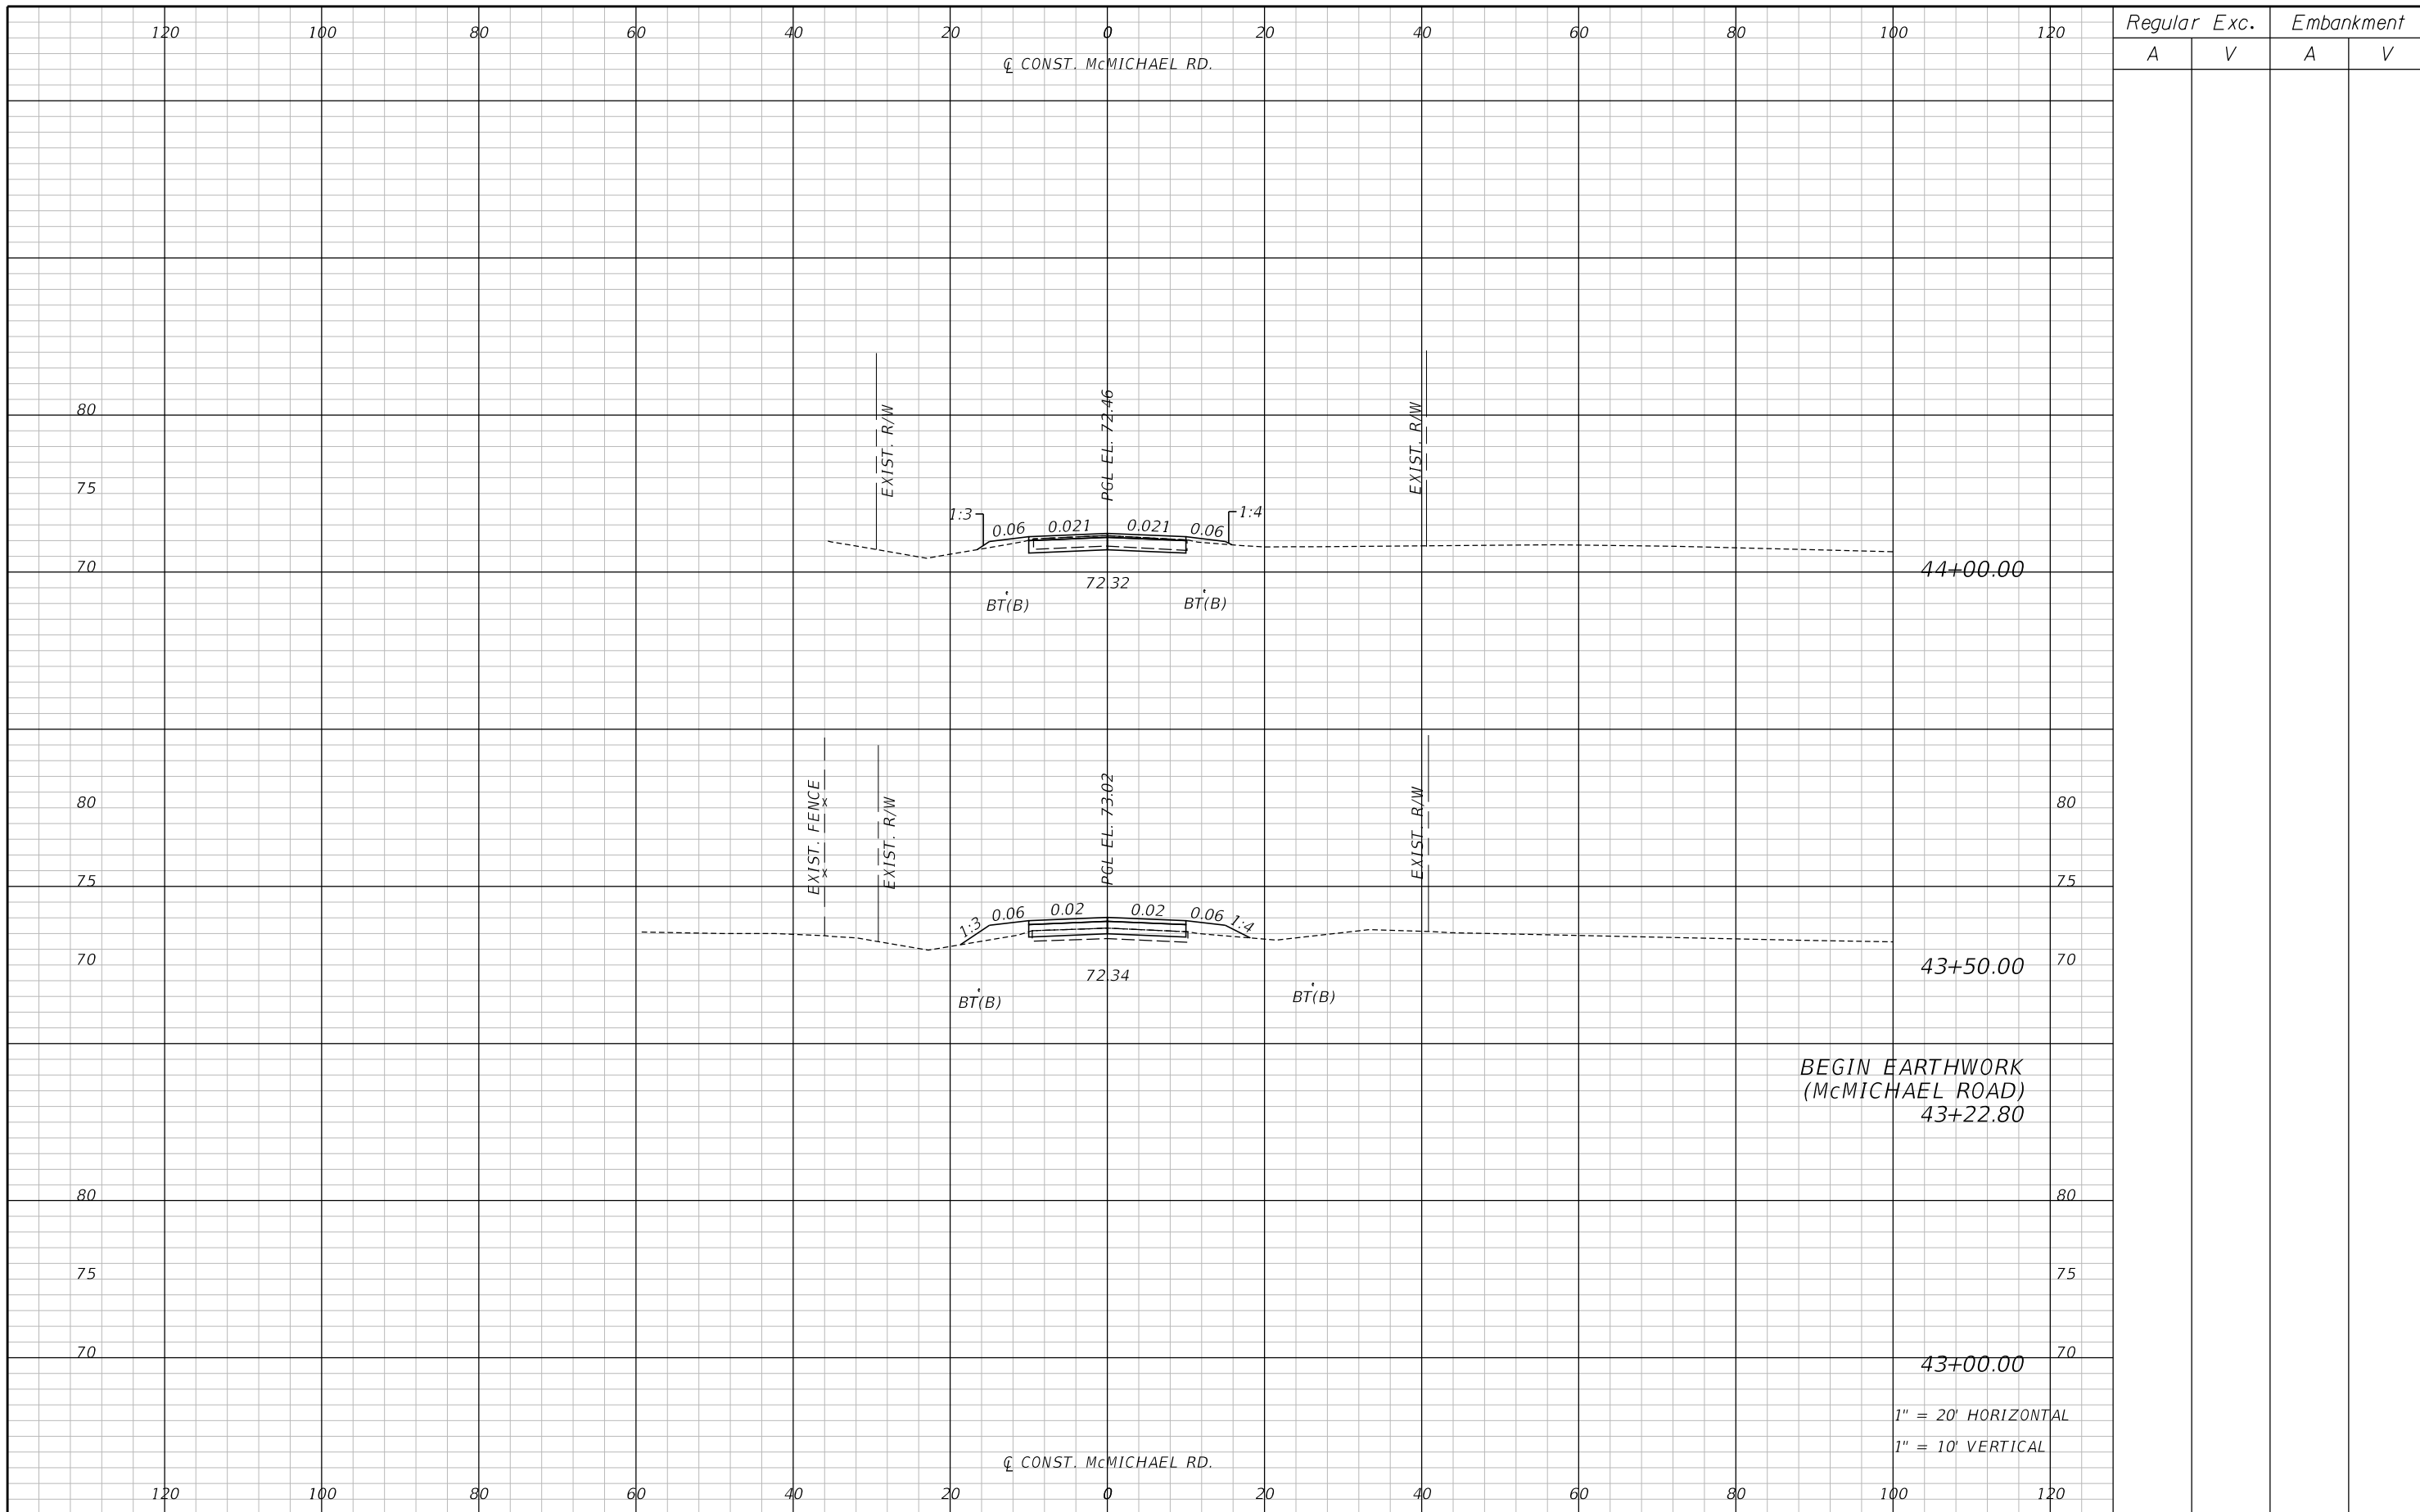 120 100 80 60 40 20 0 20 40 60 80 100 120
Regular Exc. Embankment
A V A V
℄ CONST. McMICHAEL RD.
80
75
70
EXIST. R/W
PGL EL. 72.46
EXIST. R/W
1:3 0.06 0.021 0.021 0.06 1:4
44+00.00
72.32
BT(B) BT(B)
80 80
75 75
70 70
EXIST. FENCE
X
X
EXIST. R/W
PGL EL. 73.02
EXIST. R/W
1:3 0.06 0.02 0.02 0.06 1:4
43+50.00
72.34
BT(B) BT(B)
BEGIN EARTHWORK
(McMICHAEL ROAD)
43+22.80
80 80
75 75
70 70
43+00.00
1" = 20' HORIZONTAL
1" = 10' VERTICAL
℄ CONST. McMICHAEL RD.
120 100 80 60 40 20 0 20 40 60 80 100 120